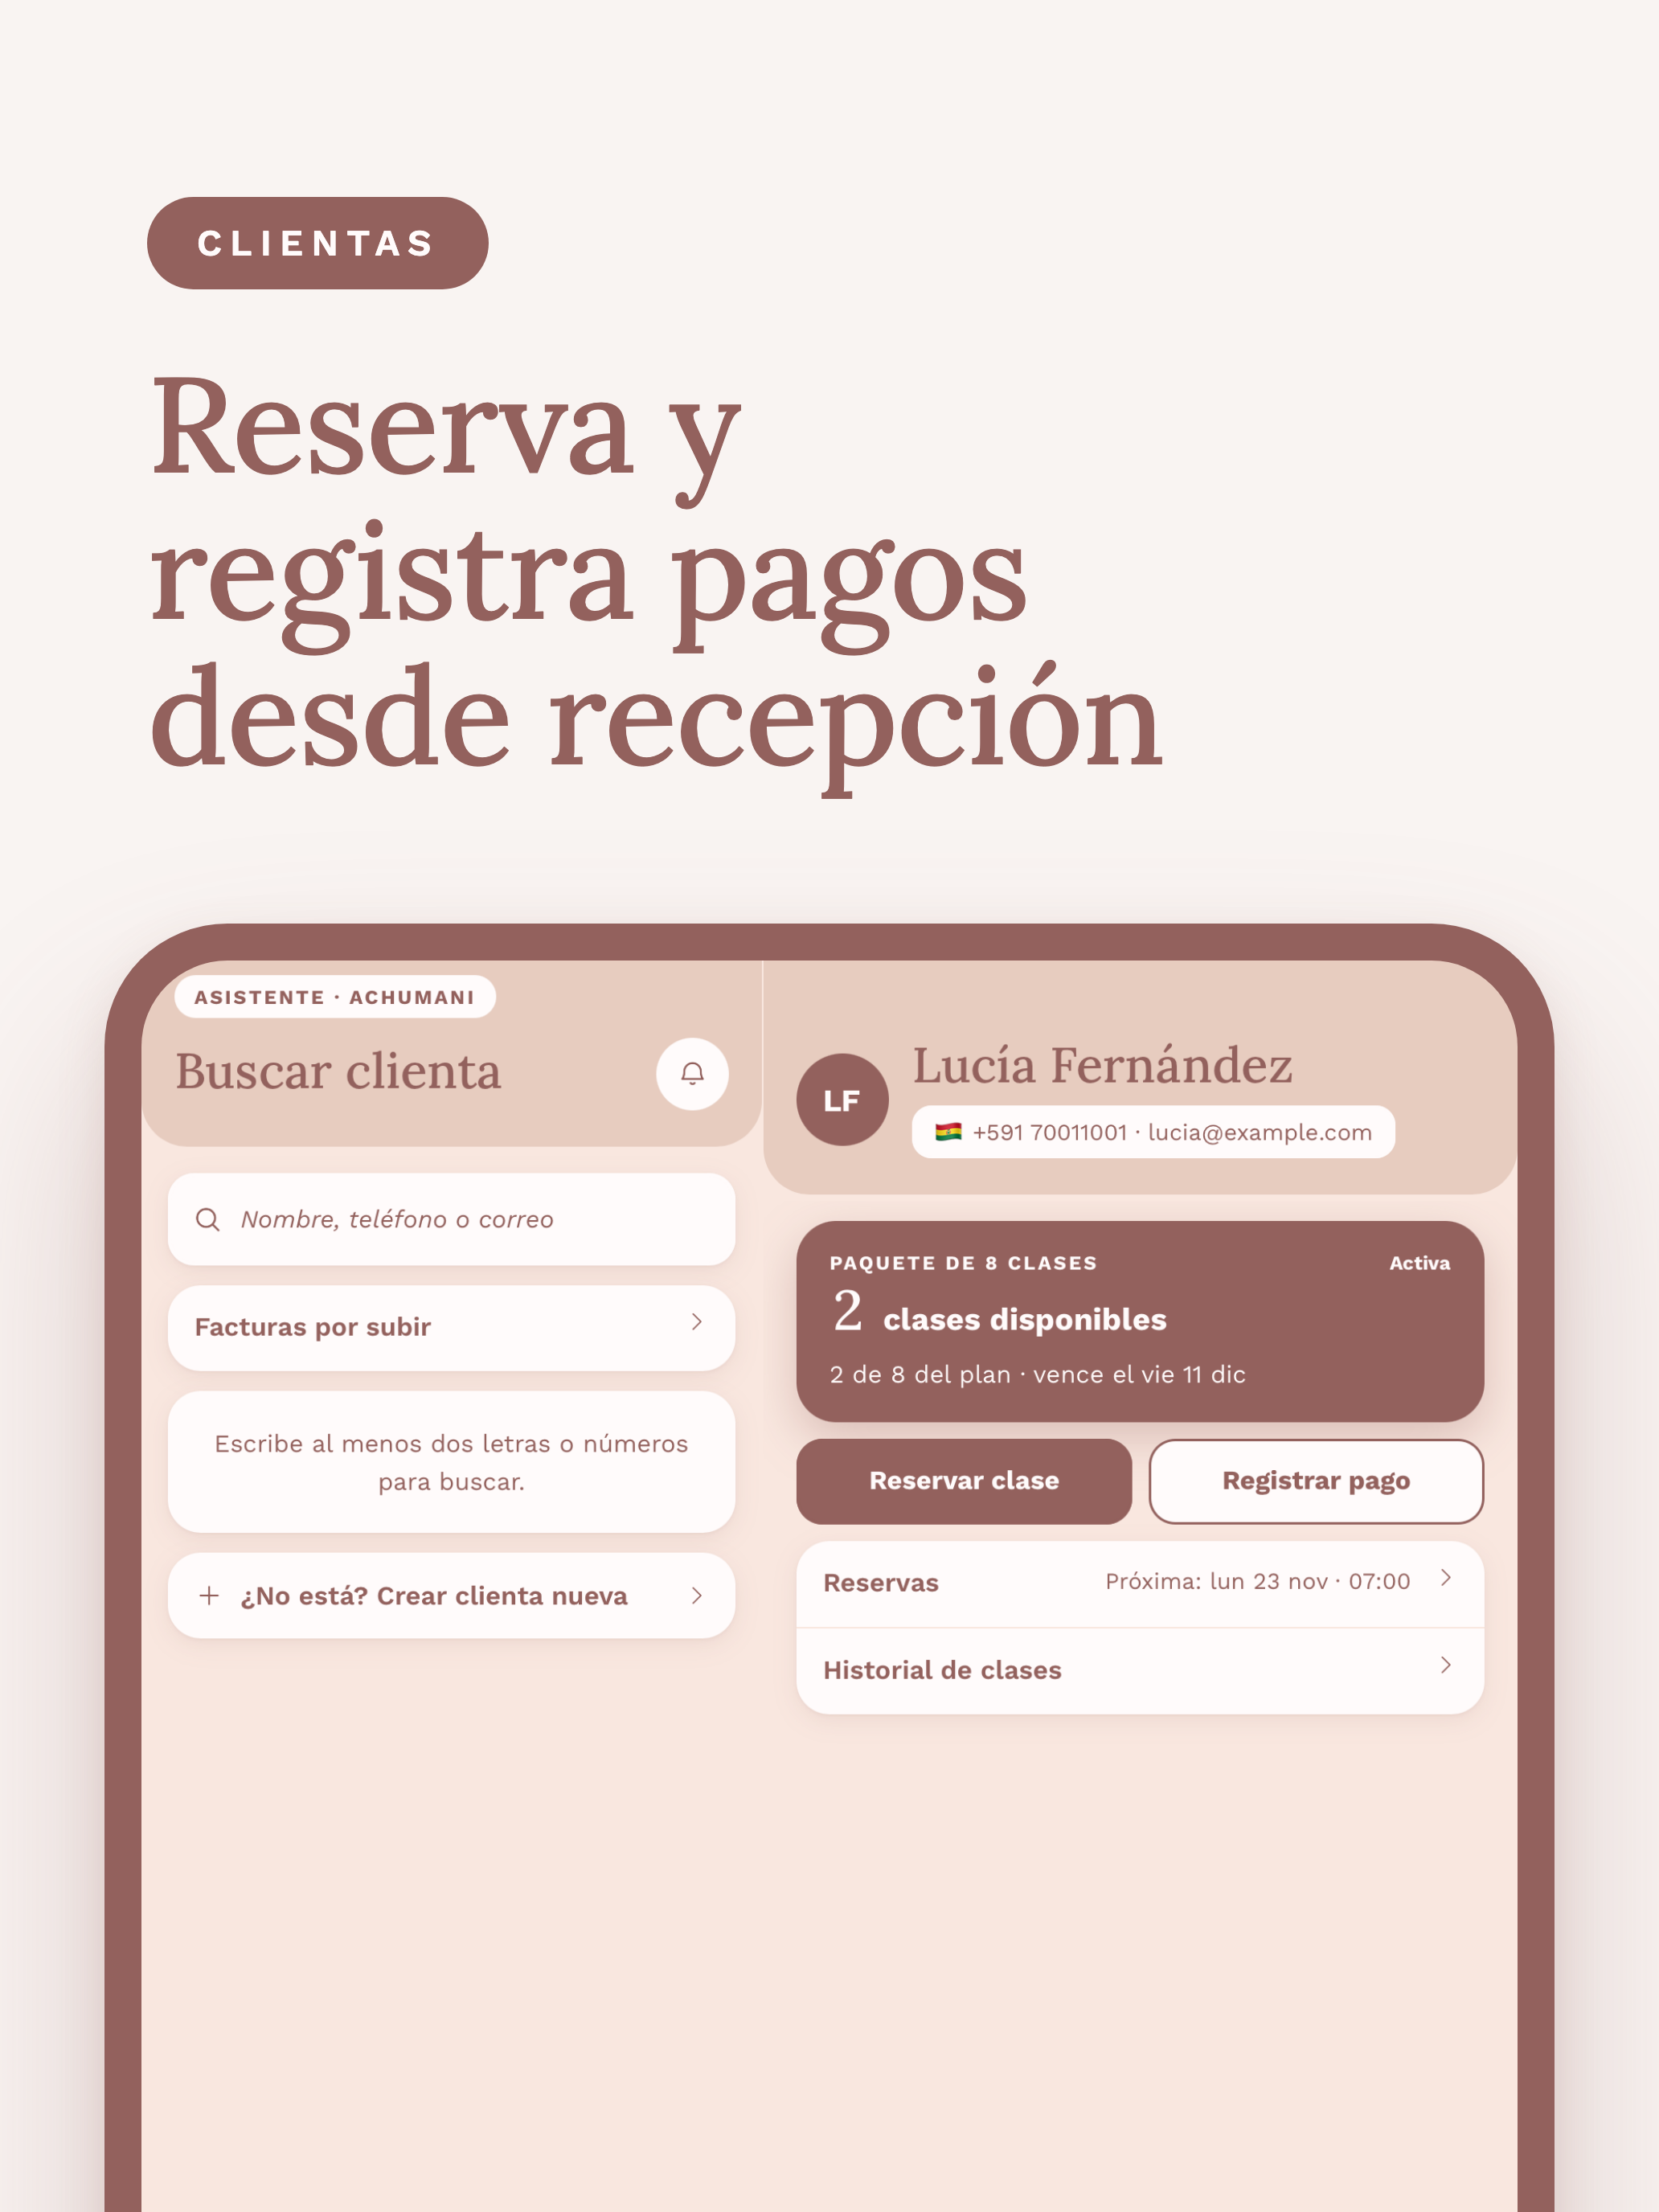 CLIENTAS
Reserva y
registra pagos
desde recepción
ASISTENTE · ACHUMANI
Buscar clienta
Nombre, teléfono o correo
Facturas por subir
Escribe al menos dos letras o números
para buscar.
¿No está? Crear clienta nueva
LF
Lucía Fernández
+591 70011001 · lucia@example.com
PAQUETE DE 8 CLASES
Activa
2 clases disponibles
2 de 8 del plan · vence el vie 11 dic
Reservar clase
Registrar pago
Reservas
Próxima: lun 23 nov · 07:00
Historial de clases